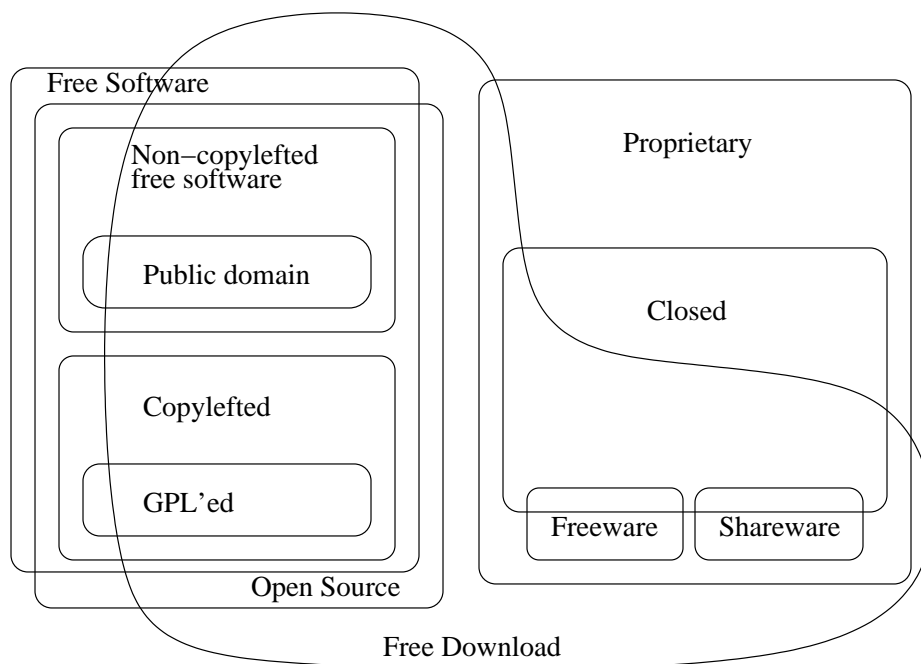 Free Software
Non−copylefted
free software
Public domain
Copylefted
GPL'ed
Open Source
Proprietary
Closed
Freeware
Shareware
Free Download